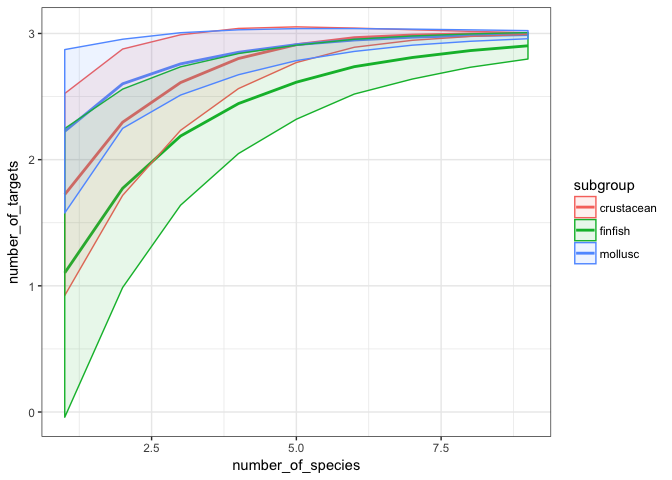 3
2
1
0
number_of_targets
2.5
5.0
7.5
number_of_species
subgroup
crustacean
finfish
mollusc